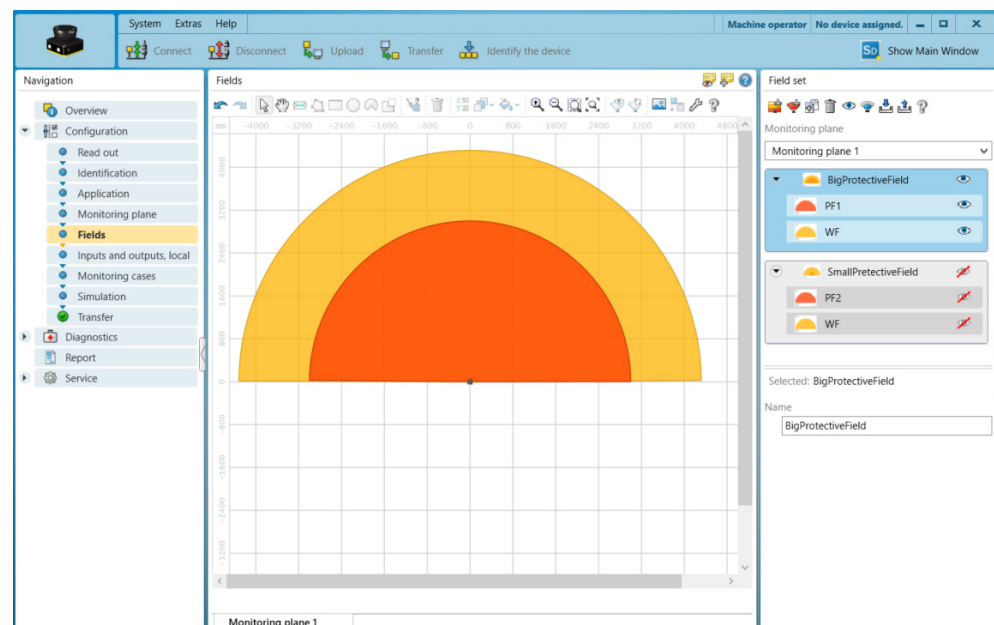 System Extras Help
Machine operator No device assigned.
Connect Disconnect Upload Transfer Identify the device
SD Show Main Window
Navigation
Overview
Configuration
Read out
Identification
Application
Monitoring plane
Fields
Inputs and outputs, local
Monitoring cases
Simulation
Transfer
Diagnostics
Report
Service
Fields
mm -4000 -3200 -2400 -1600 -800 0 800 1600 2400 3200 4000 4800
4000
3200
2400
1600
800
0
-800
-1600
-2400
-3200
Monitoring plane 1
Field set
Monitoring plane
Monitoring plane 1
BigProtectiveField
PF1
WF
SmallPretectiveField
PF2
WF
Selected: BigProtectiveField
Name
BigProtectiveField